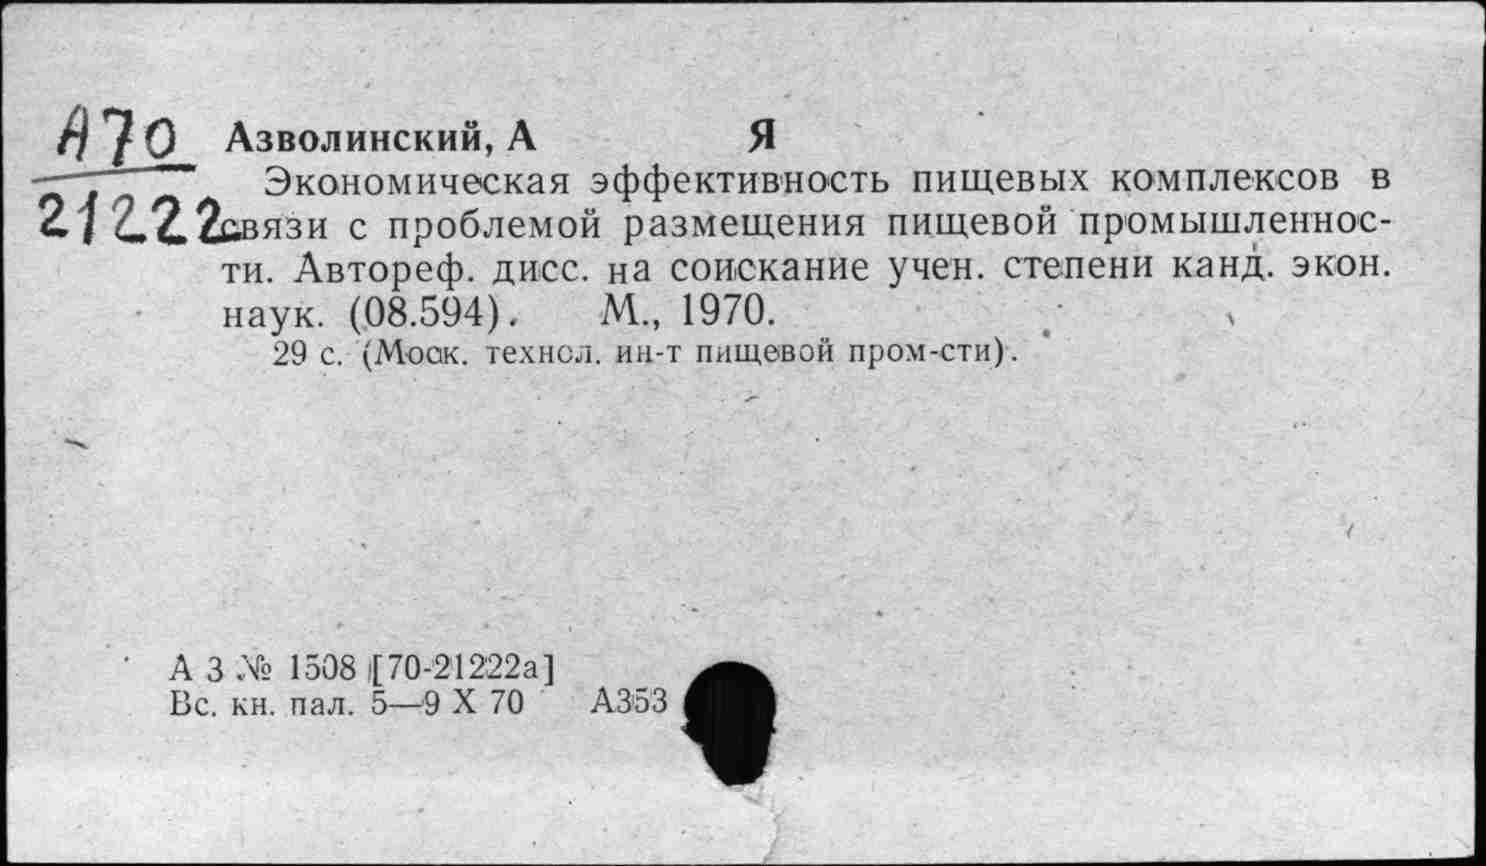 А70 Азволинский, А Я
Экономическая эффективность пищевых комплексов в
21222 связи с проблемой размещения пищевой промышленнос-
ти. Автореф. дисс. на соискание учен. степени канд. экон.
наук. (08.594). М., 1970.
29 с. (Моск. технол. ин-т пищевой пром-сти).
А З № 1508 [70-21222а]
Вс. кн. пал. 5—9 X 70 А353